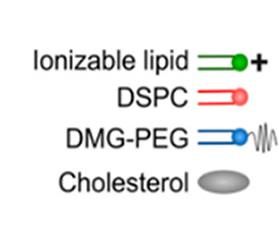 Ionizable lipid +
DSPC
DMG-PEG
Cholesterol